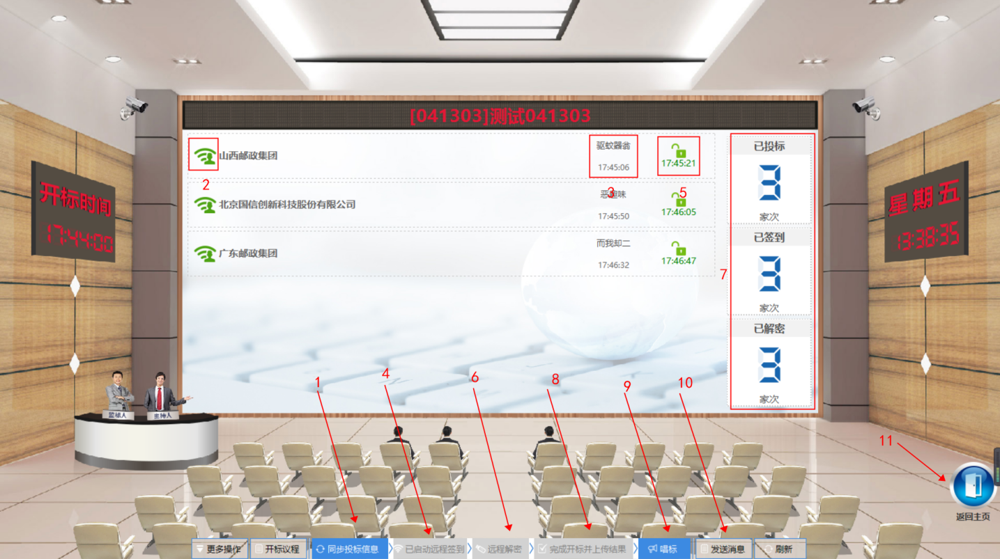 [041303]测试041303
开标时间
17:44:00
星期五
13:38:35
山西邮政集团
驱蚊器翁
17:45:06
17:45:21
2
3
5
北京国信创新科技股份有限公司
恶趣味
17:45:50
17:46:05
广东邮政集团
而我却二
17:46:32
17:46:47
已投标
3
家次
已签到
3
家次
7
已解密
3
家次
监标人
主持人
1
4
6
8
9
10
11
返回主页
更多操作
开标议程
同步投标信息
已启动远程签到
远程解密
完成开标并上传结果
唱标
发送消息
刷新